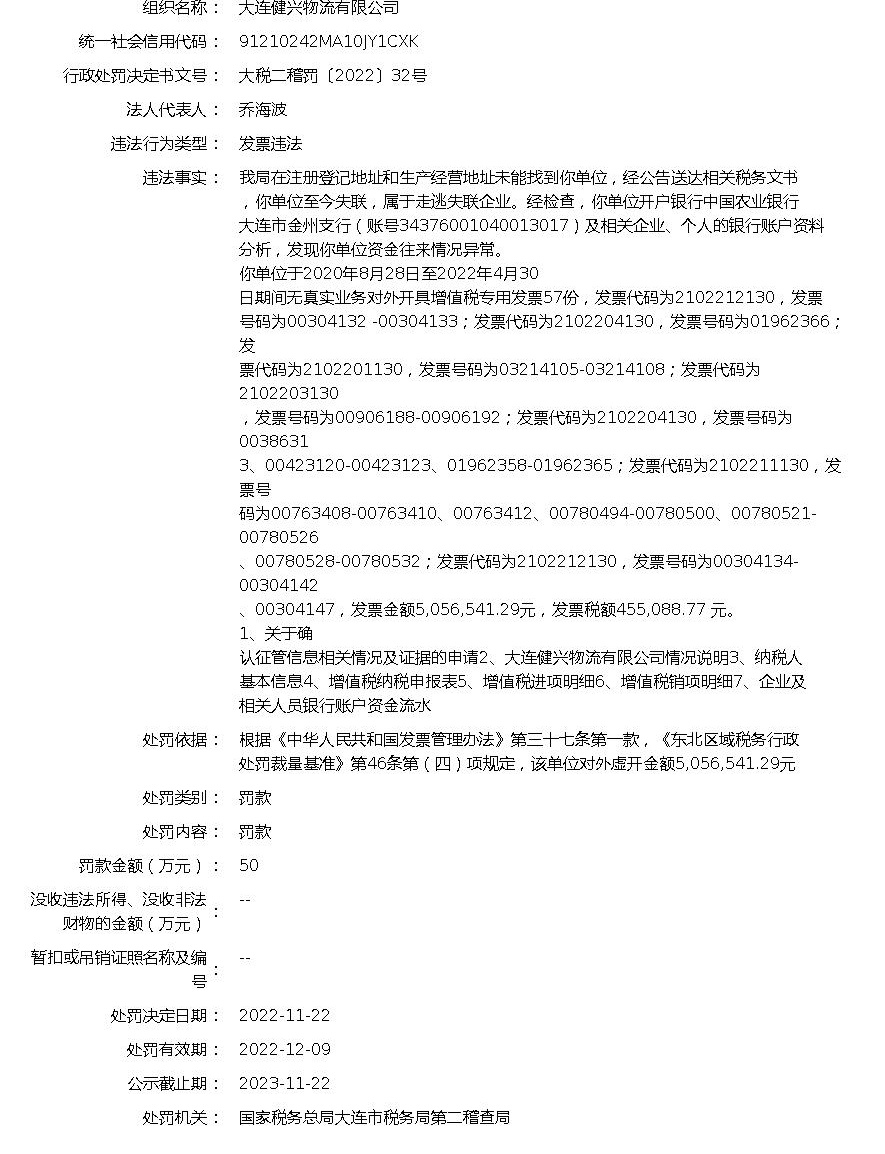 组织名称： 大连健兴物流有限公司
统一社会信用代码： 91210242MA10JY1CXK
行政处罚决定书文号： 大税二稽罚〔2022〕32号
法人代表人： 乔海波
违法行为类型： 发票违法
违法事实： 我局在注册登记地址和生产经营地址未能找到你单位，经公告送达相关税务文书
，你单位至今失联，属于走逃失联企业。经检查，你单位开户银行中国农业银行
大连市金州支行（账号34376001040013017）及相关企业、个人的银行账户资料
分析，发现你单位资金往来情况异常。
你单位于2020年8月28日至2022年4月30
日期间无真实业务对外开具增值税专用发票57份，发票代码为2102212130，发票
号码为00304132 -00304133；发票代码为2102204130，发票号码为01962366；
发
票代码为2102201130，发票号码为03214105-03214108；发票代码为
2102203130
，发票号码为00906188-00906192；发票代码为2102204130，发票号码为
0038631
3、00423120-00423123、01962358-01962365；发票代码为2102211130，发
票号
码为00763408-00763410、00763412、00780494-00780500、00780521-
00780526
、00780528-00780532；发票代码为2102212130，发票号码为00304134-
00304142
、00304147，发票金额5,056,541.29元，发票税额455,088.77 元。
1、关于确
认征管信息相关情况及证据的申请2、大连健兴物流有限公司情况说明3、纳税人
基本信息4、增值税纳税申报表5、增值税进项明细6、增值税销项明细7、企业及
相关人员银行账户资金流水
处罚依据： 根据《中华人民共和国发票管理办法》第三十七条第一款，《东北区域税务行政
处罚裁量基准》第46条第（四）项规定，该单位对外虚开金额5,056,541.29元
处罚类别： 罚款
处罚内容： 罚款
罚款金额（万元）： 50
没收违法所得、没收非法
财物的金额（万元）： --
暂扣或吊销证照名称及编
号： --
处罚决定日期： 2022-11-22
处罚有效期： 2022-12-09
公示截止期： 2023-11-22
处罚机关： 国家税务总局大连市税务局第二稽查局